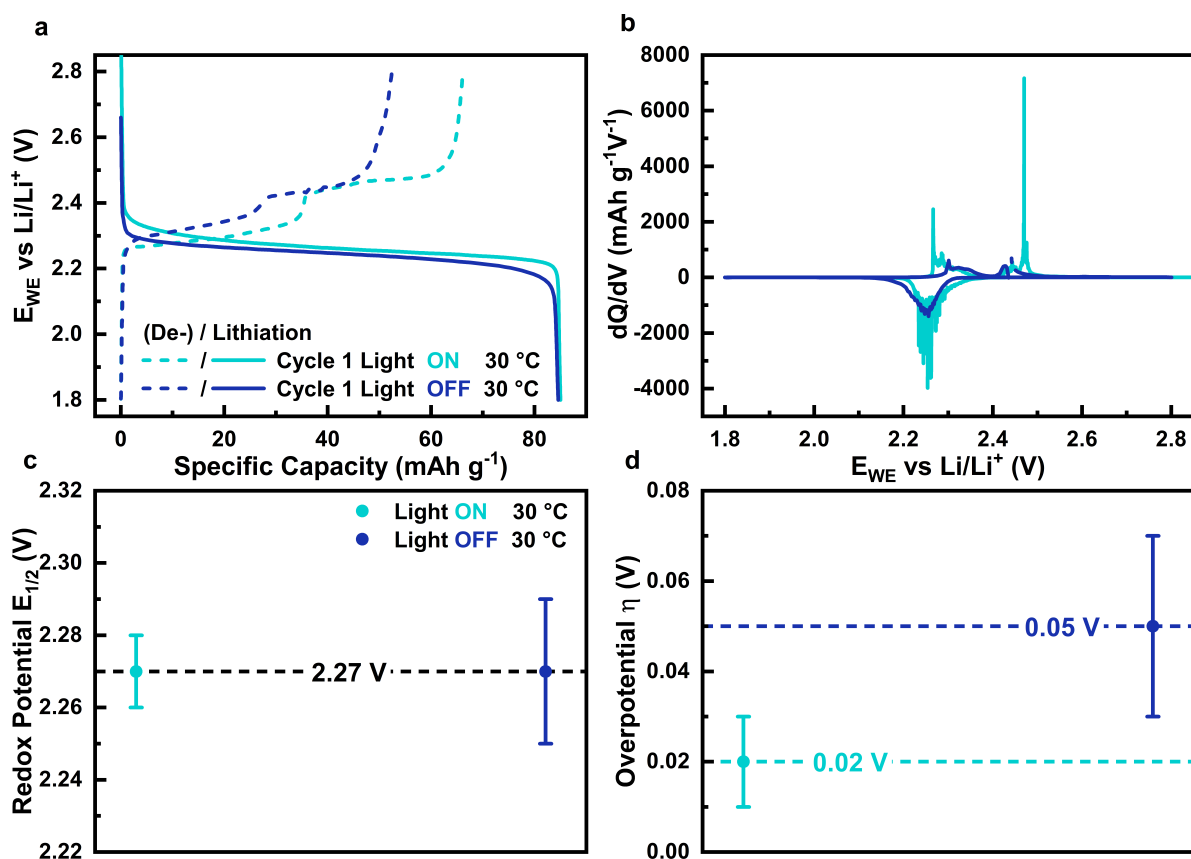 a
2.8
2.6
2.4
2.2
2.0
1.8
E_WE vs Li/Li⁺ (V)
(De-) / Lithiation
/ Cycle 1 Light ON 30 °C
/ Cycle 1 Light OFF 30 °C
0 20 40 60 80
Specific Capacity (mAh g⁻¹)
b
8000
6000
4000
2000
0
-2000
-4000
dQ/dV (mAh g⁻¹V⁻¹)
1.8 2.0 2.2 2.4 2.6 2.8
E_WE vs Li/Li⁺ (V)
c
2.32
2.30
2.28
2.26
2.24
2.22
Redox Potential E_1/2 (V)
Light ON 30 °C
Light OFF 30 °C
2.27 V
d
0.08
0.06
0.04
0.02
0.00
Overpotential η (V)
0.05 V
0.02 V